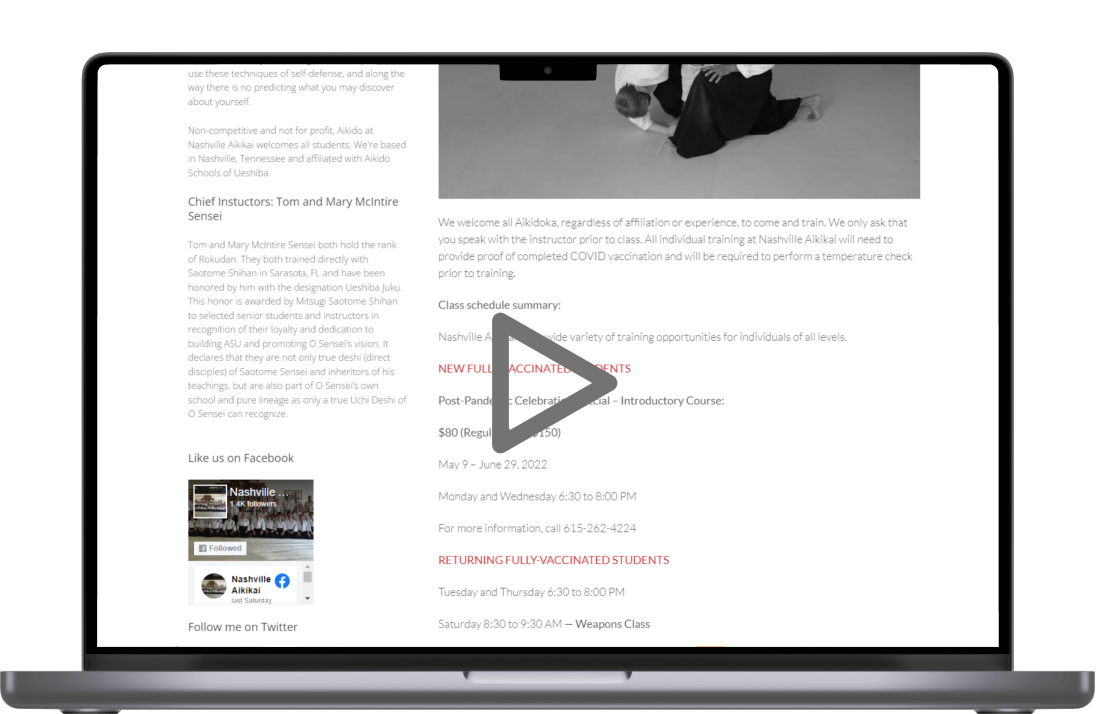 use these techniques of self-defense, and along the
way there is no predicting what you may discover
about yourself.
Non-competitive and not for profit, Aikido at
Nashville Aikikai welcomes all students. We're based
in Nashville, Tennessee and affiliated with Aikido
Schools of Ueshiba.
Chief Instuctors: Tom and Mary McIntire
Sensei
Tom and Mary McIntire Sensei both hold the rank
of Rokudan. They both trained directly with
Saotome Shihan in Sarasota, FL and have been
honored by him with the designation Ueshiba Juku.
This honor is awarded by Mitsugi Saotome Shihan
to selected senior students and instructors in
recognition of their loyalty and dedication to
building ASU and promoting O Sensei's vision. It
declares that they are not only true deshi (direct
disciples) of Saotome Sensei and inheritors of his
teachings, but are also part of O Sensei's own
school and pure lineage as only a true Uchi Deshi of
O Sensei can recognize.
Like us on Facebook
Nashville ...
1.4K followers
Followed
Nashville
Aikikai
last Saturday
Follow me on Twitter
We welcome all Aikidoka, regardless of affiliation or experience, to come and train. We only ask that
you speak with the instructor prior to class. All individual training at Nashville Aikikai will need to
provide proof of completed COVID vaccination and will be required to perform a temperature check
prior to training.
Class schedule summary:
Nashville wide variety of training opportunities for individuals of all levels.
NEW FULLY VACCINATED STUDENTS
Post-Pandemic Celebration Special – Introductory Course:
$80 ($150)
May 9 – June 29, 2022
Monday and Wednesday 6:30 to 8:00 PM
For more information, call 615-262-4224
RETURNING FULLY-VACCINATED STUDENTS
Tuesday and Thursday 6:30 to 8:00 PM
Saturday 8:30 to 9:30 AM — Weapons Class